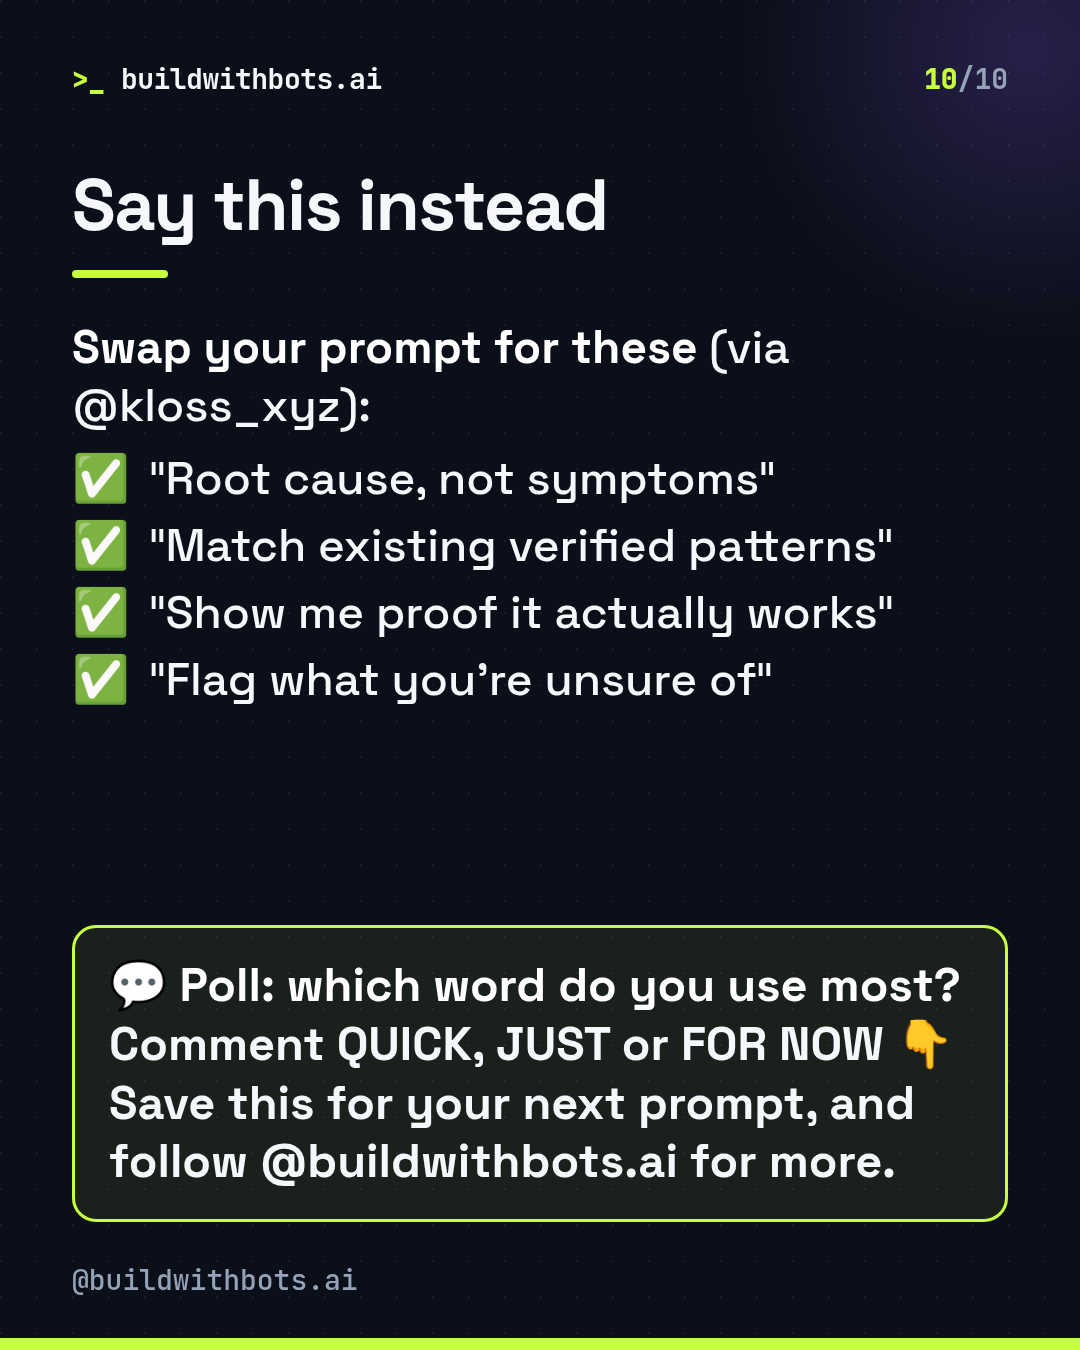 >_ buildwithbots.ai
10/10
Say this instead
Swap your prompt for these (via
@kloss_xyz):
✅ "Root cause, not symptoms"
✅ "Match existing verified patterns"
✅ "Show me proof it actually works"
✅ "Flag what you’re unsure of"
💬 Poll: which word do you use most?
Comment QUICK, JUST or FOR NOW 👇
Save this for your next prompt, and
follow @buildwithbots.ai for more.
@buildwithbots.ai